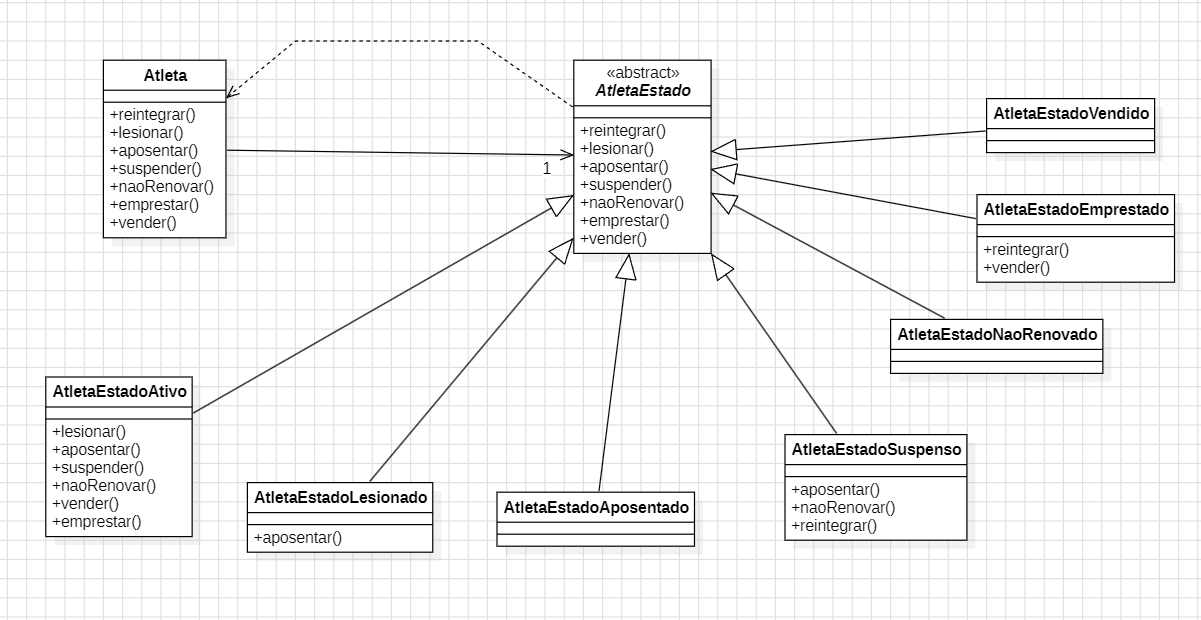 Atleta
+reintegrar()
+lesionar()
+aposentar()
+suspender()
+naoRenovar()
+emprestar()
+vender()
«abstract»
AtletaEstado
+reintegrar()
+lesionar()
+aposentar()
+suspender()
+naoRenovar()
+emprestar()
+vender()
1
AtletaEstadoVendido
AtletaEstadoEmprestado
+reintegrar()
+vender()
AtletaEstadoNaoRenovado
AtletaEstadoAtivo
+lesionar()
+aposentar()
+suspender()
+naoRenovar()
+vender()
+emprestar()
AtletaEstadoLesionado
+aposentar()
AtletaEstadoAposentado
AtletaEstadoSuspenso
+aposentar()
+naoRenovar()
+reintegrar()